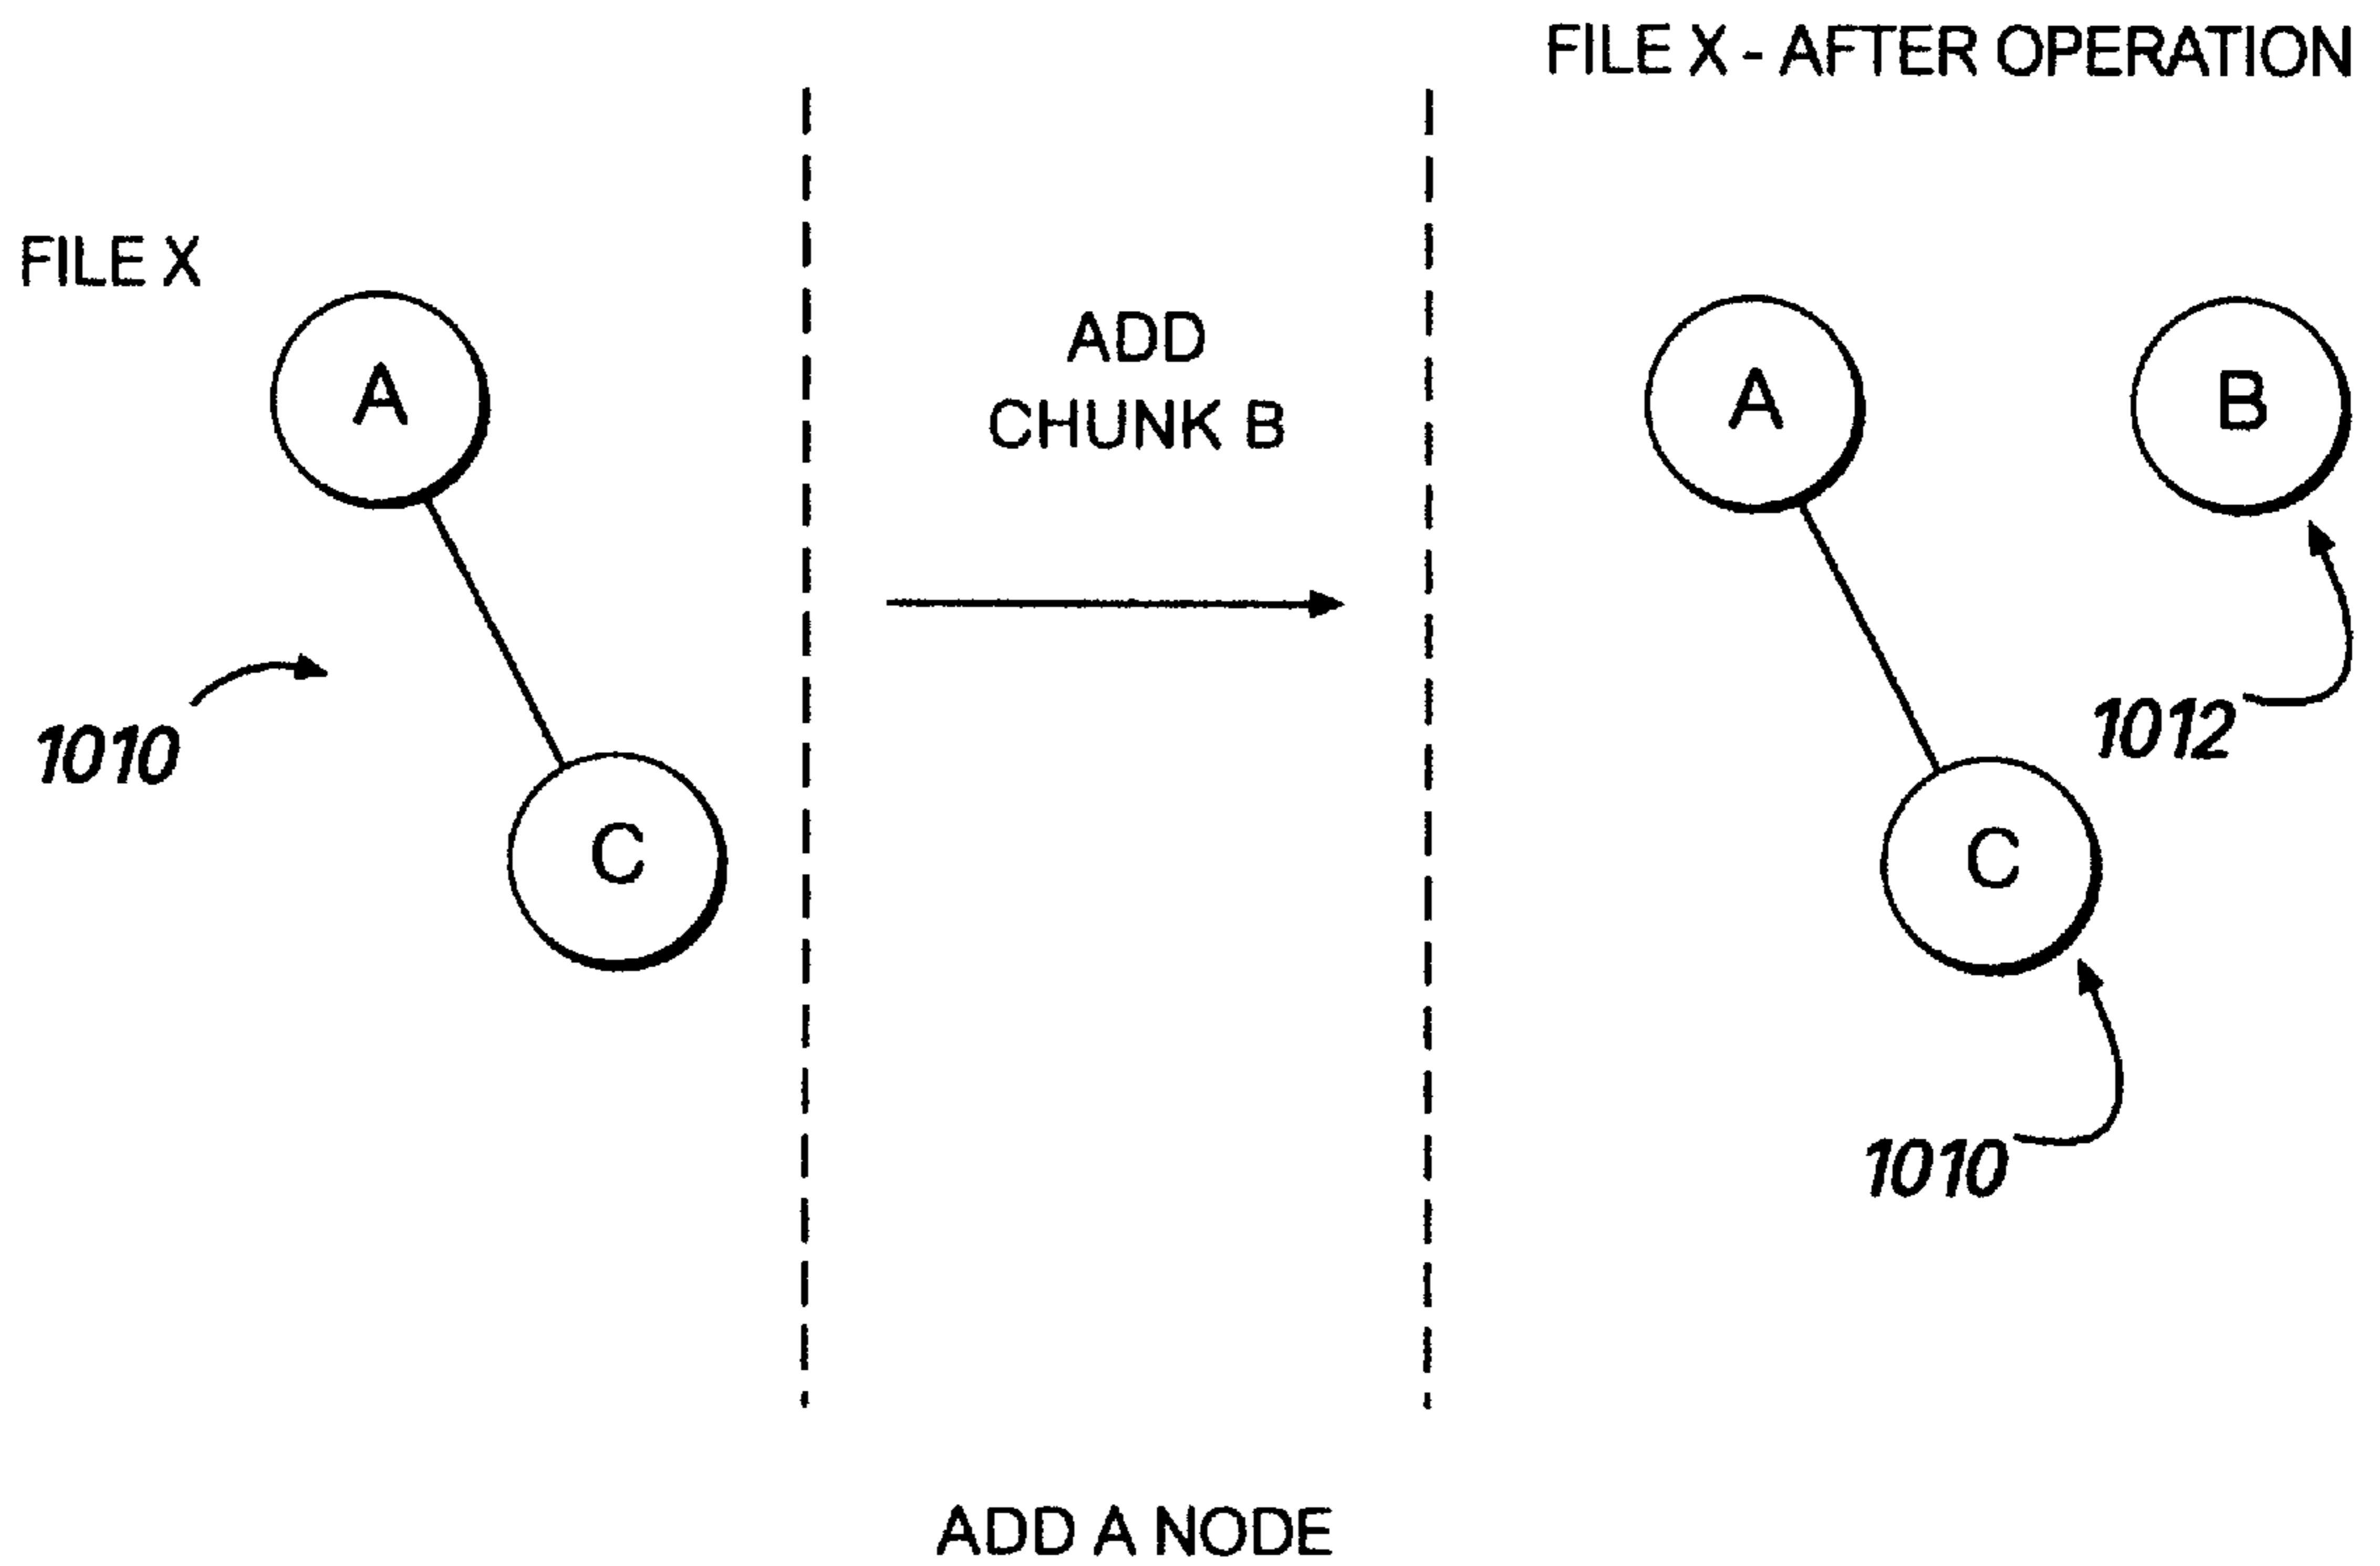 FILE X - AFTER OPERATION
FILE X
ADD
CHUNK B
A
A
B
1010
1012
C
C
1010
ADD A NODE